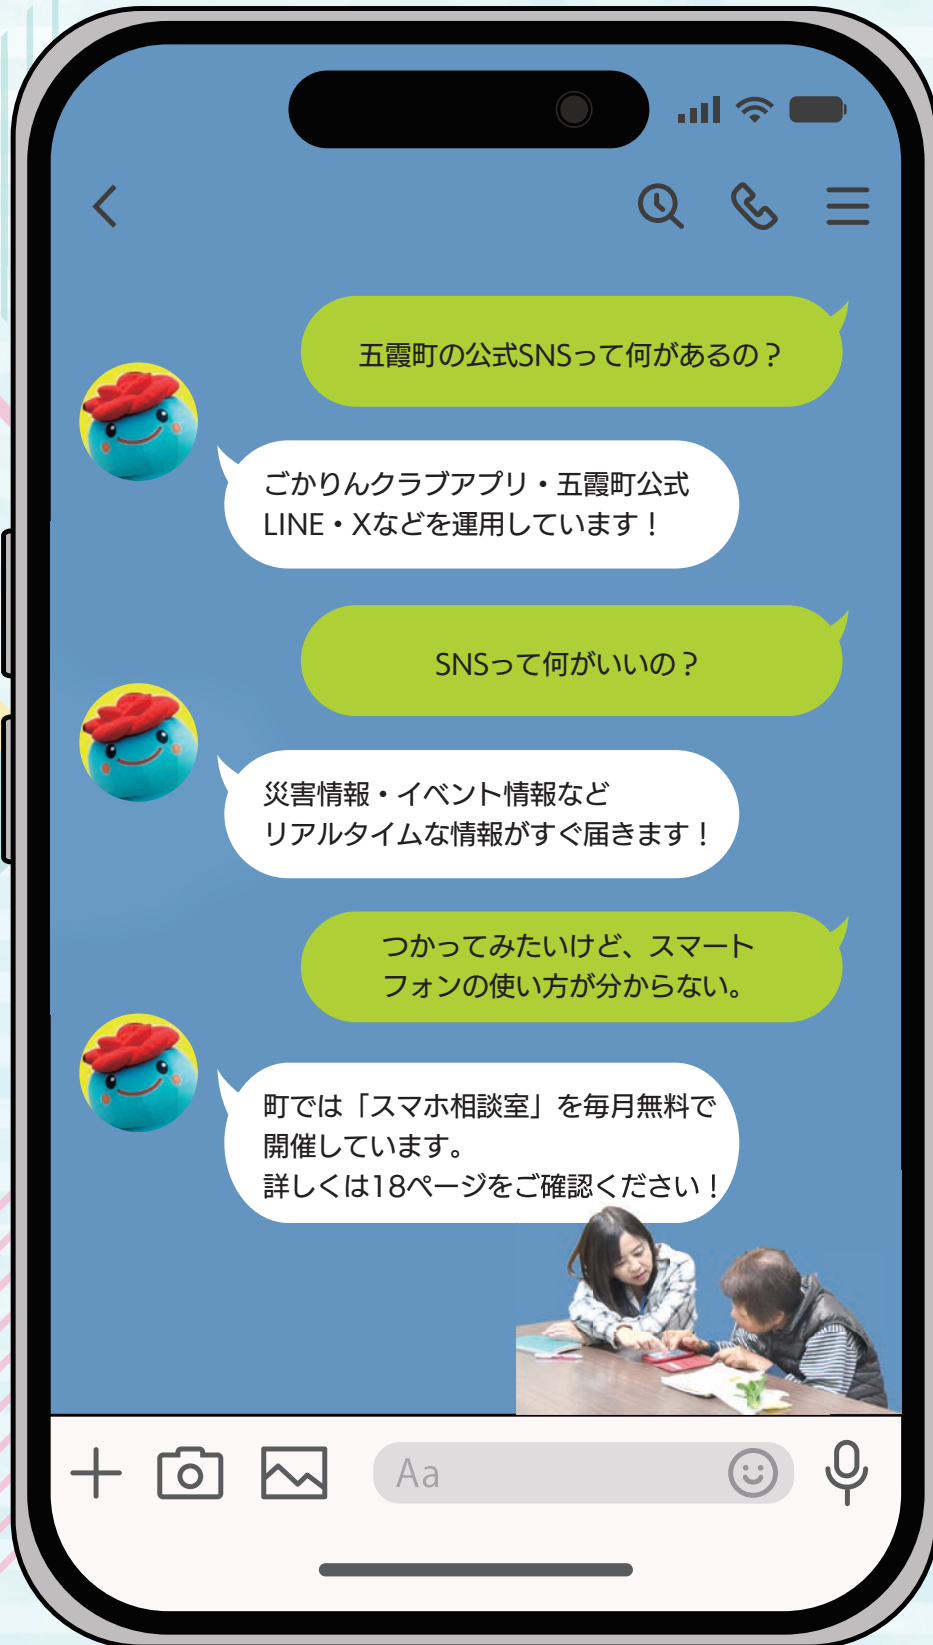 五霞町の公式SNSって何があるの？
ごかりんクラブアプリ・五霞町公式
LINE・Xなどを運用しています！
SNSって何がいいの？
災害情報・イベント情報など
リアルタイムな情報がすぐ届きます！
つかってみたいけど、スマート
フォンの使い方が分からない。
町では「スマホ相談室」を毎月無料で
開催しています。
詳しくは18ページをご確認ください！
Aa